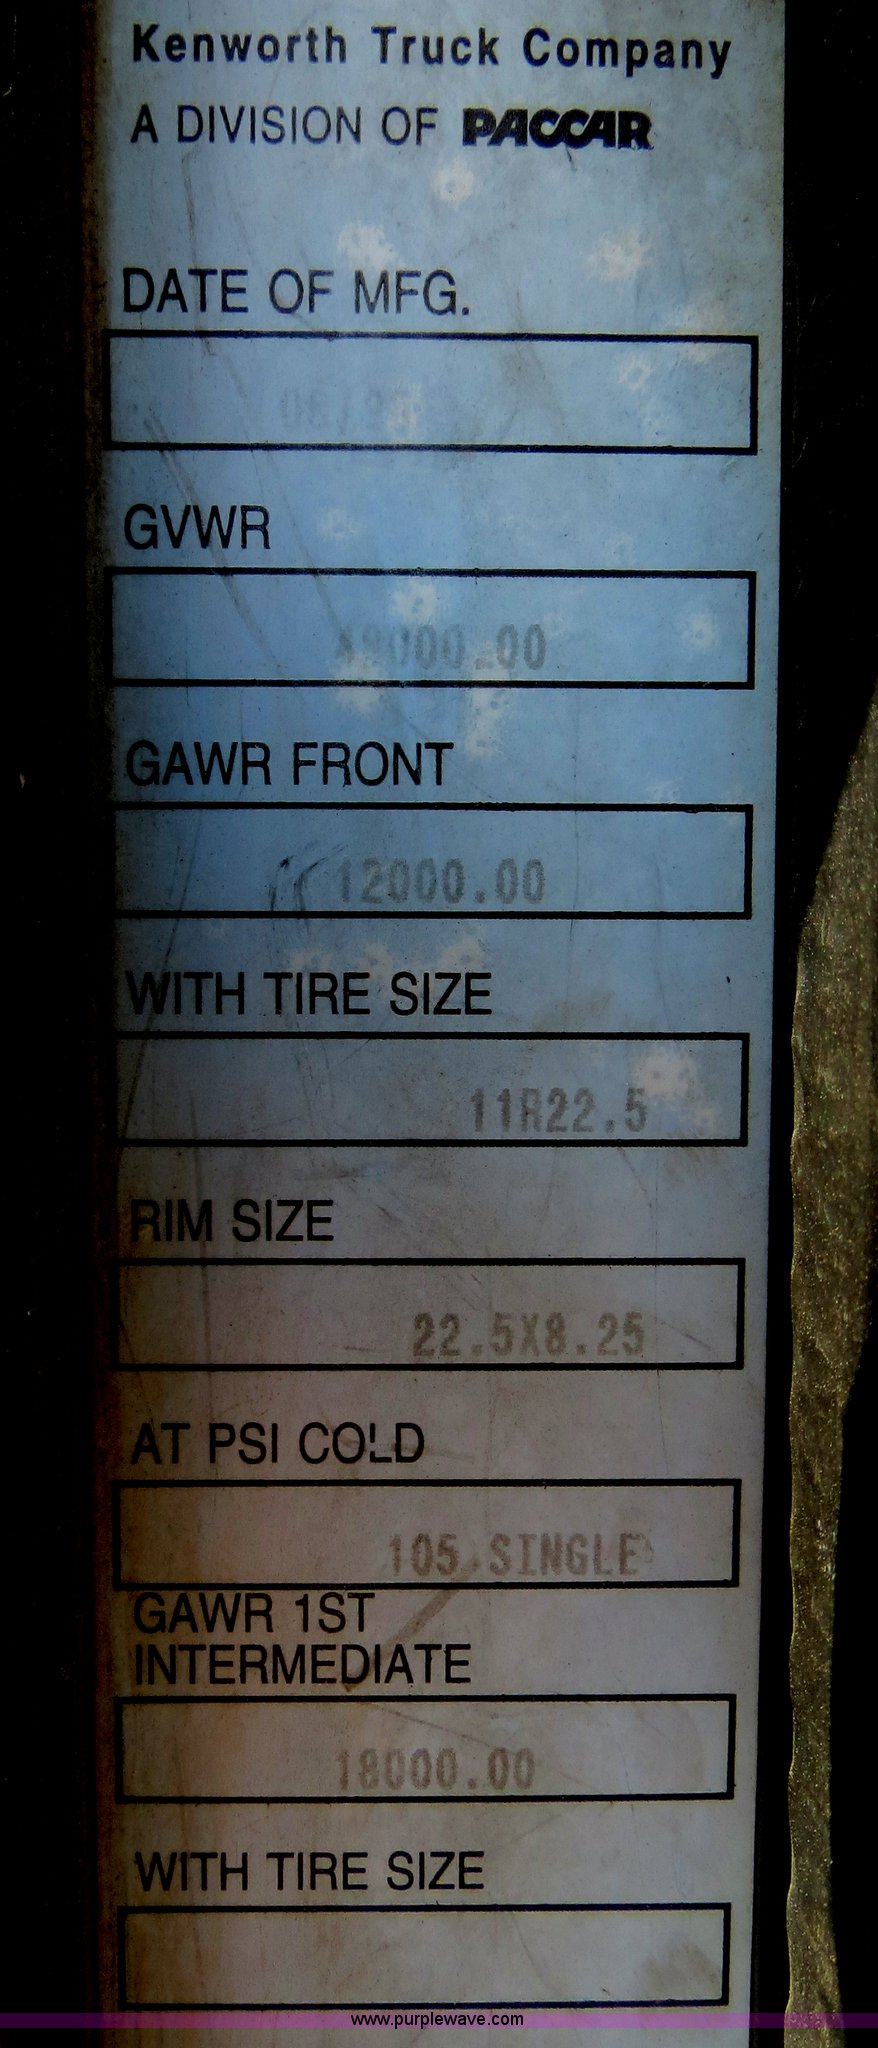 Kenworth Truck Company
A DIVISION OF PACCAR
DATE OF MFG.
GVWR
GAWR FRONT
12000.00
WITH TIRE SIZE
11R22.5
RIM SIZE
22.5X8.25
AT PSI COLD
105 SINGLE
GAWR 1ST
INTERMEDIATE
18000.00
WITH TIRE SIZE
www.purplewave.com